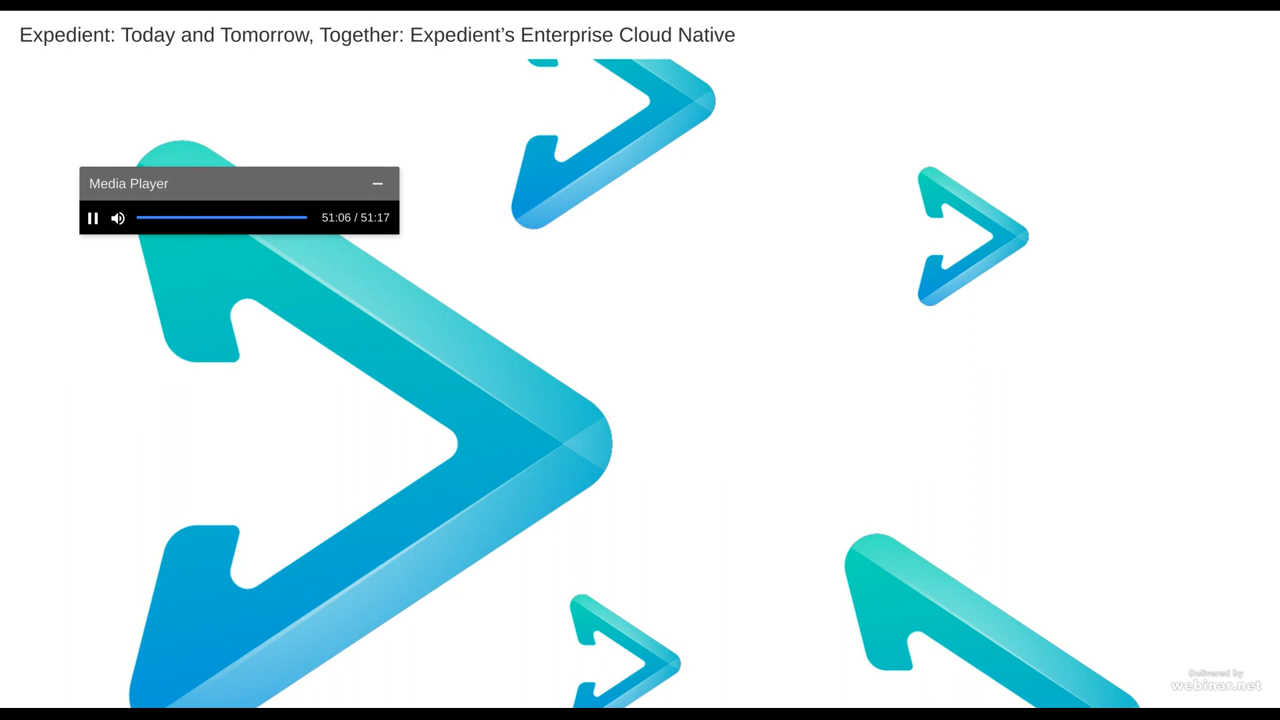 Expedient: Today and Tomorrow, Together: Expedient’s Enterprise Cloud Native
Media Player
51:06 / 51:17
Delivered by
webinar.net